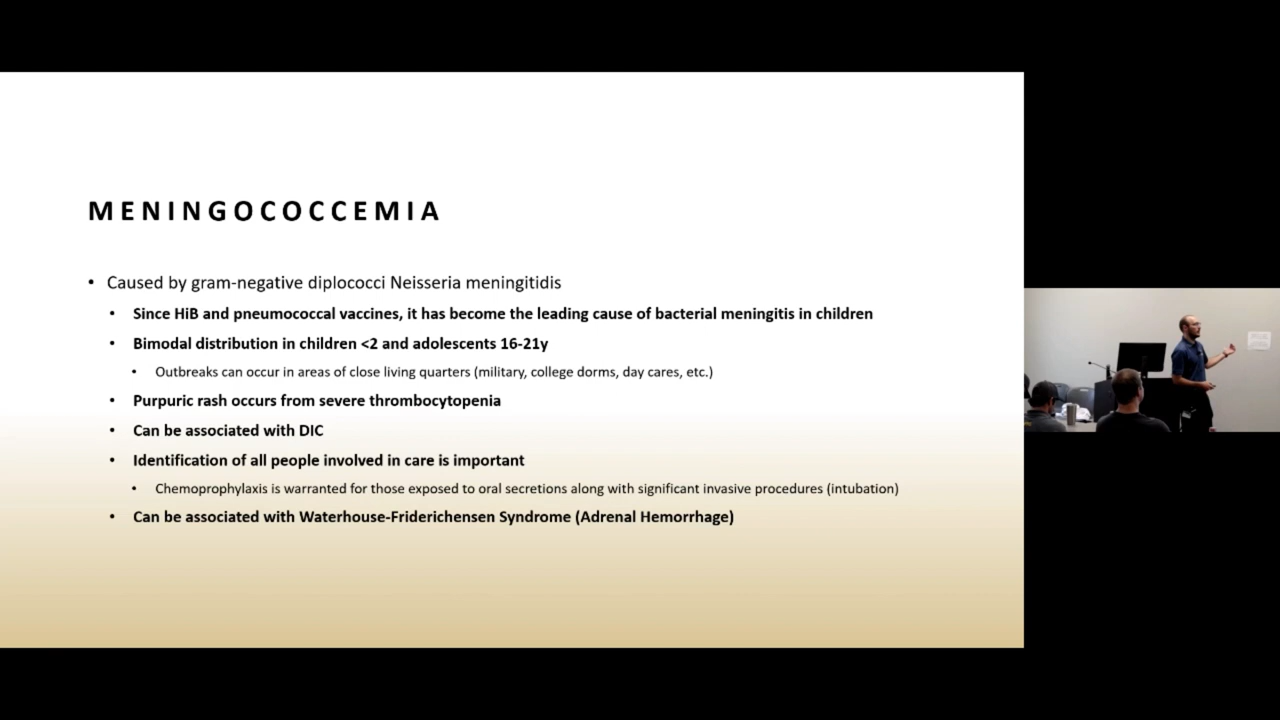 MENINGOCOCCEMIA
• Caused by gram-negative diplococci Neisseria meningitidis
• Since HiB and pneumococcal vaccines, it has become the leading cause of bacterial meningitis in children
• Bimodal distribution in children <2 and adolescents 16-21y
• Outbreaks can occur in areas of close living quarters (military, college dorms, day cares, etc.)
• Purpuric rash occurs from severe thrombocytopenia
• Can be associated with DIC
• Identification of all people involved in care is important
• Chemoprophylaxis is warranted for those exposed to oral secretions along with significant invasive procedures (intubation)
• Can be associated with Waterhouse-Friderichensen Syndrome (Adrenal Hemorrhage)